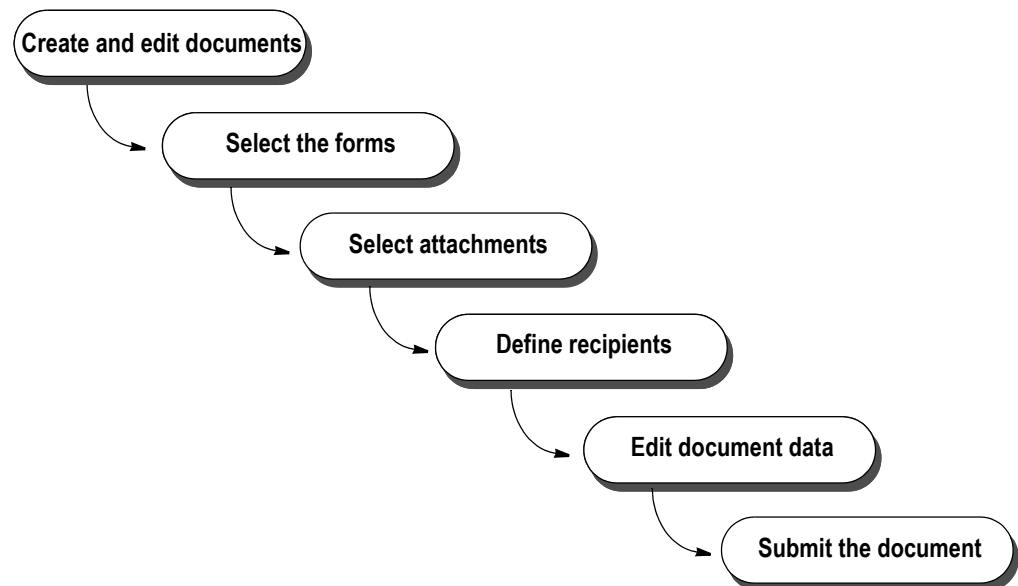 Create and edit documents
Select the forms
Select attachments
Define recipients
Edit document data
Submit the document